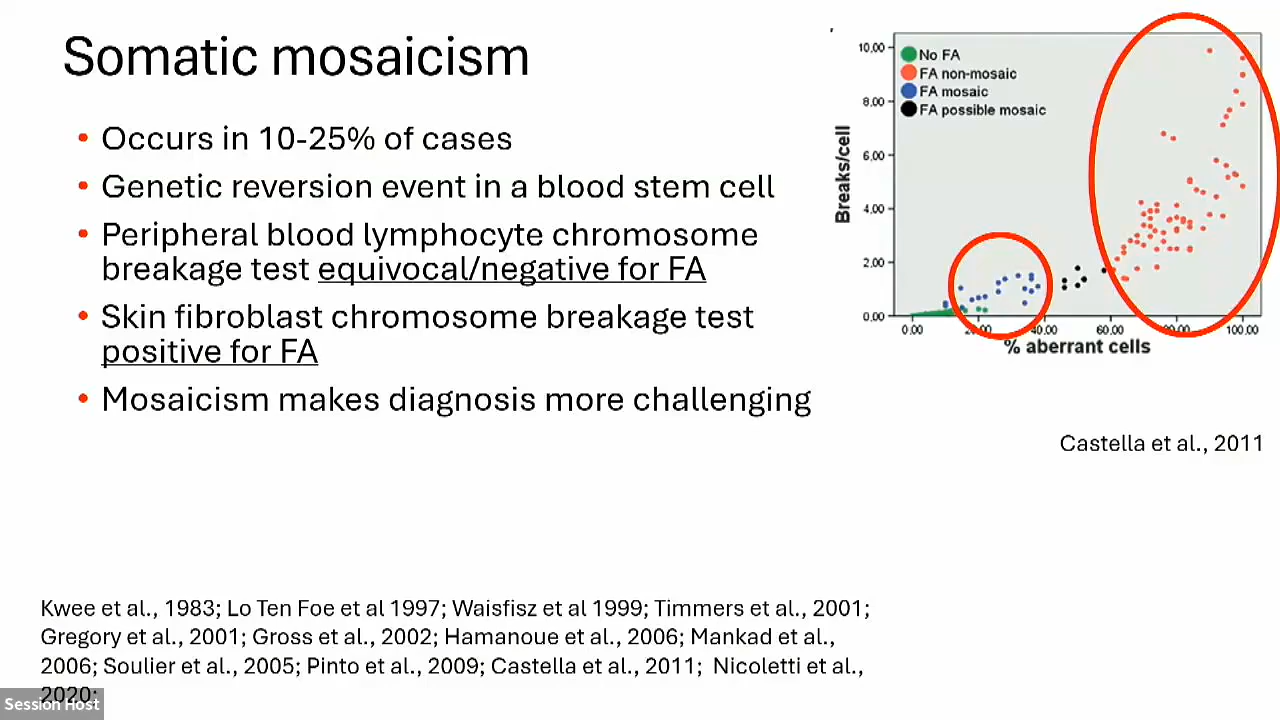 Somatic mosaicism
• Occurs in 10-25% of cases
• Genetic reversion event in a blood stem cell
• Peripheral blood lymphocyte chromosome
breakage test equivocal/negative for FA
• Skin fibroblast chromosome breakage test
positive for FA
• Mosaicism makes diagnosis more challenging
No FA
FA non-mosaic
FA mosaic
FA possible mosaic
Breaks/cell
10,00
8,00
6,00
4,00
2,00
0,00
0,00 20,00 40,00 60,00 80,00 100,00
% aberrant cells
Castella et al., 2011
Kwee et al., 1983; Lo Ten Foe et al 1997; Waisfisz et al 1999; Timmers et al., 2001;
Gregory et al., 2001; Gross et al., 2002; Hamanoue et al., 2006; Mankad et al.,
2006; Soulier et al., 2005; Pinto et al., 2009; Castella et al., 2011; Nicoletti et al.,
2020;
Session Host